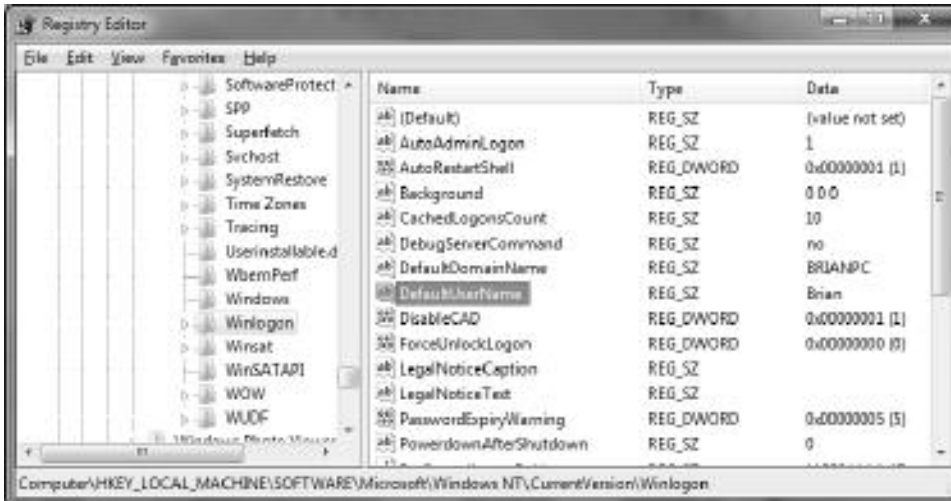 Registry Editor
File Edit View Favorites Help
SoftwareProtect
SPP
Superfetch
Svchost
SystemRestore
Time Zones
Tracing
Userinstallable.d
WbemPerf
Windows
Winlogon
Winsat
WinSATAPI
WOW
WUDF
Windows Photo Viewer
Name Type Data
(Default) REG_SZ (value not set)
AutoAdminLogon REG_SZ 1
AutoRestartShell REG_DWORD 0x00000001 (1)
Background REG_SZ 0 0 0
CachedLogonsCount REG_SZ 10
DebugServerCommand REG_SZ no
DefaultDomainName REG_SZ BRIANPC
DefaultUserName REG_SZ Brian
DisableCAD REG_DWORD 0x00000001 (1)
ForceUnlockLogon REG_DWORD 0x00000000 (0)
LegalNoticeCaption REG_SZ
LegalNoticeText REG_SZ
PasswordExpiryWarning REG_DWORD 0x00000005 (5)
PowerdownAfterShutdown REG_SZ 0
Computer\HKEY_LOCAL_MACHINE\SOFTWARE\Microsoft\Windows NT\CurrentVersion\Winlogon